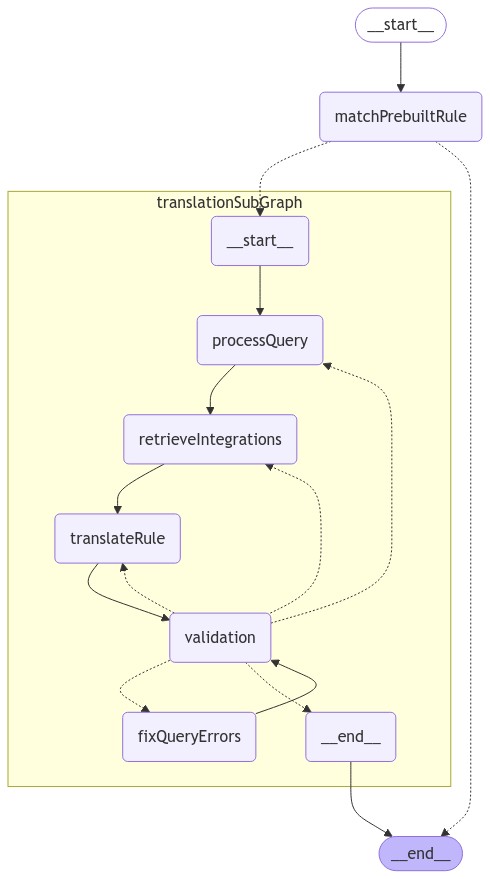 __start__
matchPrebuiltRule
translationSubGraph
__start__
processQuery
retrieveIntegrations
translateRule
validation
fixQueryErrors
__end__
__end__